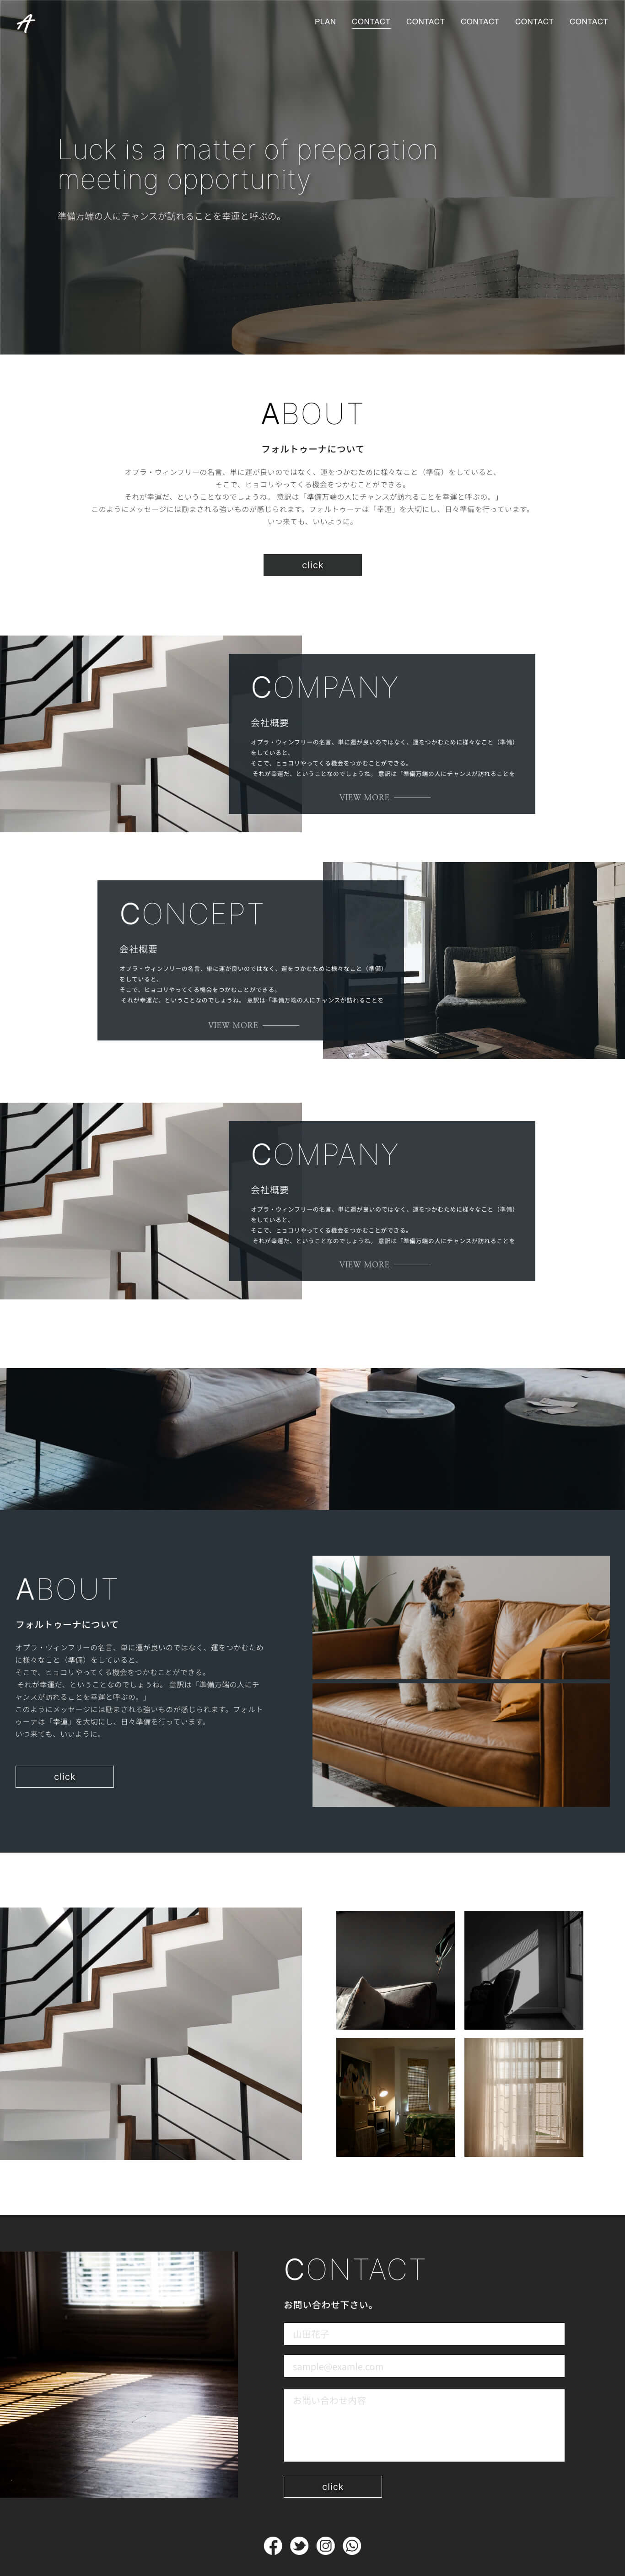 A
PLAN CONTACT CONTACT CONTACT CONTACT CONTACT
Luck is a matter of preparation
meeting opportunity
準備万端の人にチャンスが訪れることを幸運と呼ぶの。
ABOUT
フォルトゥーナについて
オプラ・ウィンフリーの名言、単に運が良いのではなく、運をつかむために様々なこと（準備）をしていると、
そこで、ヒョコリやってくる機会をつかむことができる。
それが幸運だ、ということなのでしょうね。 意訳は「準備万端の人にチャンスが訪れることを幸運と呼ぶの。」
このようにメッセージには励まされる強いものが感じられます。フォルトゥーナは「幸運」を大切にし、日々準備を行っています。
いつ来ても、いいように。
click
COMPANY
会社概要
オプラ・ウィンフリーの名言、単に運が良いのではなく、運をつかむために様々なこと（準備）
をしていると、
そこで、ヒョコリやってくる機会をつかむことができる。
それが幸運だ、ということなのでしょうね。 意訳は「準備万端の人にチャンスが訪れることを
VIEW MORE
CONCEPT
会社概要
オプラ・ウィンフリーの名言、単に運が良いのではなく、運をつかむために様々なこと（準備）
をしていると、
そこで、ヒョコリやってくる機会をつかむことができる。
それが幸運だ、ということなのでしょうね。 意訳は「準備万端の人にチャンスが訪れることを
VIEW MORE
COMPANY
会社概要
オプラ・ウィンフリーの名言、単に運が良いのではなく、運をつかむために様々なこと（準備）
をしていると、
そこで、ヒョコリやってくる機会をつかむことができる。
それが幸運だ、ということなのでしょうね。 意訳は「準備万端の人にチャンスが訪れることを
VIEW MORE
ABOUT
フォルトゥーナについて
オプラ・ウィンフリーの名言、単に運が良いのではなく、運をつかむため
に様々なこと（準備）をしていると、
そこで、ヒョコリやってくる機会をつかむことができる。
それが幸運だ、ということなのでしょうね。 意訳は「準備万端の人にチ
ャンスが訪れることを幸運と呼ぶの。」
このようにメッセージには励まされる強いものが感じられます。フォルト
ゥーナは「幸運」を大切にし、日々準備を行っています。
いつ来ても、いいように。
click
CONTACT
お問い合わせ下さい。
山田花子
sample@examle.com
お問い合わせ内容
click